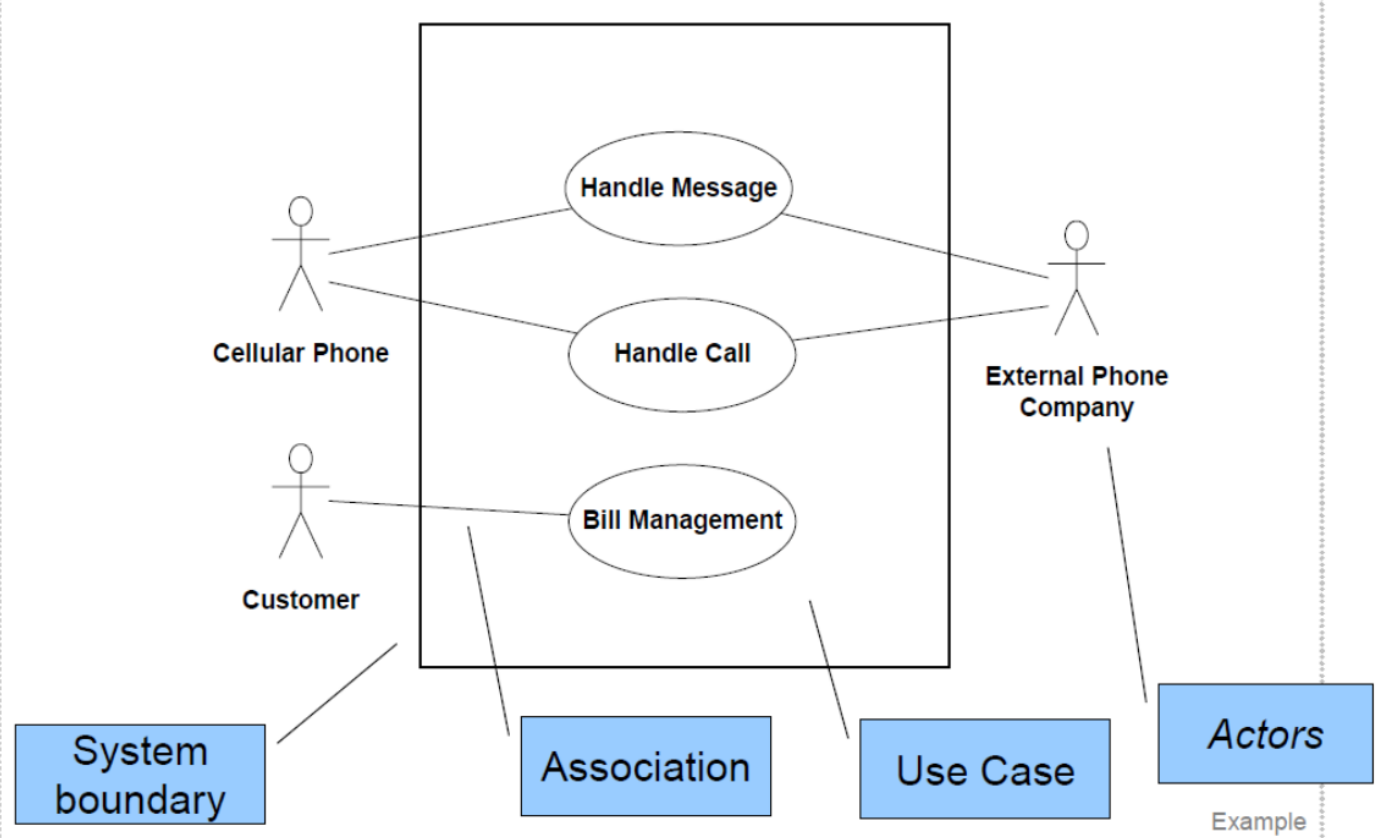 Handle Message
Cellular Phone
Handle Call
External Phone
Company
Bill Management
Customer
System
boundary
Association
Use Case
Actors
Example